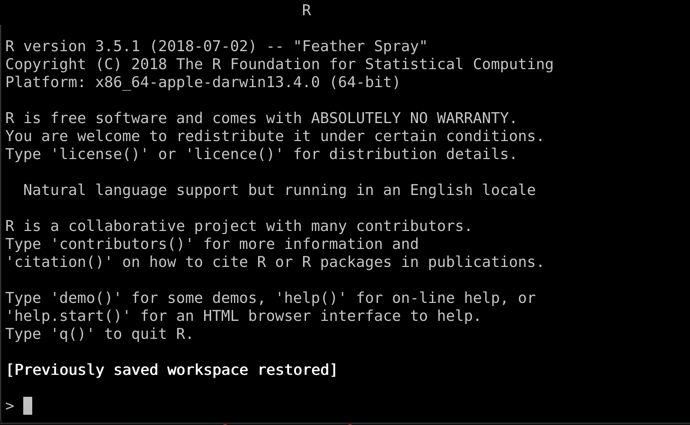 R
R version 3.5.1 (2018-07-02) -- "Feather Spray"
Copyright (C) 2018 The R Foundation for Statistical Computing
Platform: x86_64-apple-darwin13.4.0 (64-bit)
R is free software and comes with ABSOLUTELY NO WARRANTY.
You are welcome to redistribute it under certain conditions.
Type 'license()' or 'licence()' for distribution details.
Natural language support but running in an English locale
R is a collaborative project with many contributors.
Type 'contributors()' for more information and
'citation()' on how to cite R or R packages in publications.
Type 'demo()' for some demos, 'help()' for on-line help, or
'help.start()' for an HTML browser interface to help.
Type 'q()' to quit R.
[Previously saved workspace restored]
>